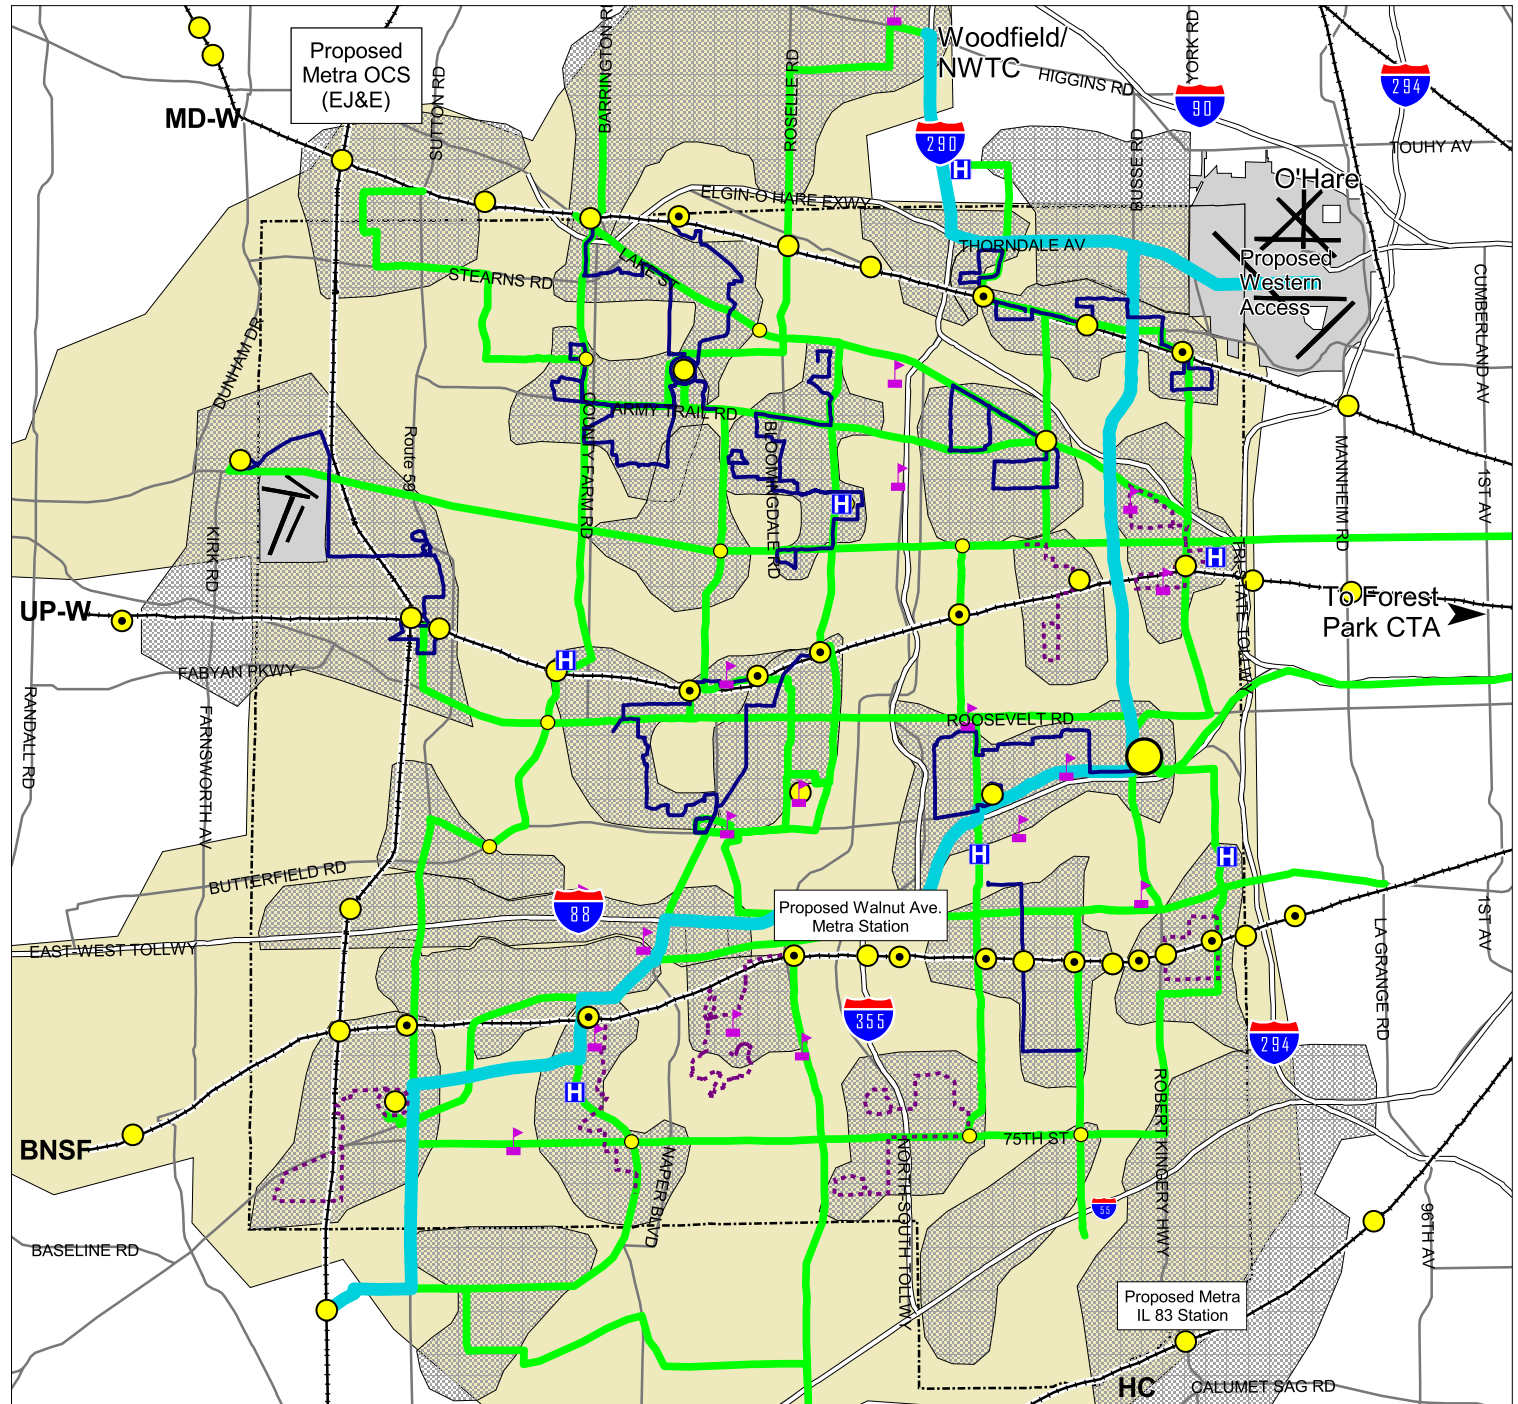 Proposed
Metra OCS
(EJ&E)
MD-W
SUTTON RD
BARRINGTON RD
ROSELLE RD
Woodfield/
NWTC
HIGGINS RD
YORK RD
90
294
290
H
BUSSE RD
TOUHY AV
O'Hare
ELGIN-O HARE EXWY
THORNDALE AV
Proposed
Western
Access
STEARNS RD
LAKE ST
DUNHAM DR
CUMBERLAND AV
ARMY TRAIL RD
COUNTY FARM RD
BLOOMINGDALE RD
Route 59
MANNHEIM RD
1ST AV
H
KIRK RD
H
TRI-STATE TOLLWY
UP-W
To Forest
Park CTA
H
FABYAN PKWY
RANDALL RD
FARNSWORTH AV
ROOSEVELT RD
H
H
BUTTERFIELD RD
88
Proposed Walnut Ave.
Metra Station
EAST-WEST TOLLWY
LA GRANGE RD
1ST AV
355
294
H
BNSF
75TH ST
ROBERT KINGERY HWY
NAPER BLVD
NORTH-SOUTH TOLLWY
55
96TH AV
BASELINE RD
Proposed Metra
IL 83 Station
HC
CALUMET SAG RD